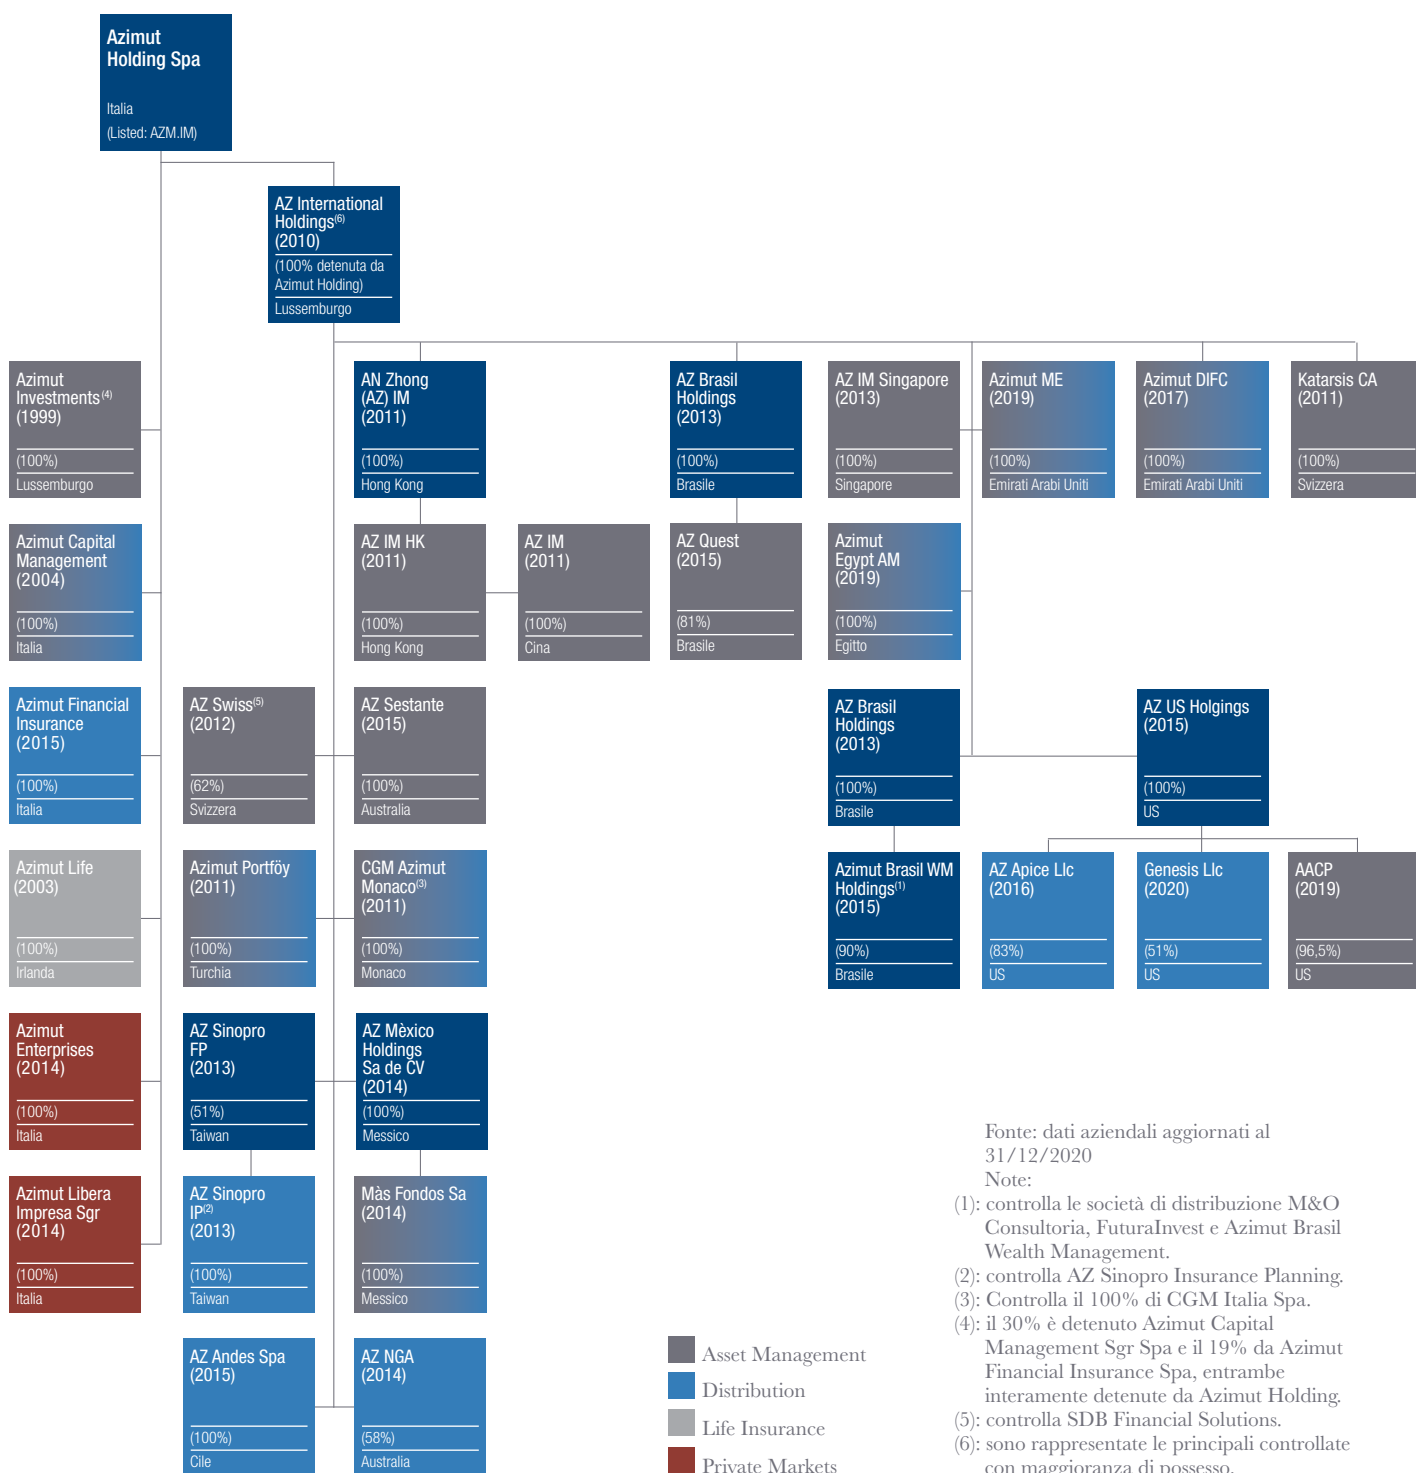 Azimut
Holding Spa
Italia
(Listed: AZM.IM)
AZ International
Holdings(6)
(2010)
(100% detenuta da
Azimut Holding)
Lussemburgo
Azimut
Investments(4)
(1999)
(100%)
Lussemburgo
AN Zhong
(AZ) IM
(2011)
(100%)
Hong Kong
AZ Brasil
Holdings
(2013)
(100%)
Brasile
AZ IM Singapore
(2013)
(100%)
Singapore
Azimut ME
(2019)
(100%)
Emirati Arabi Uniti
Azimut DIFC
(2017)
(100%)
Emirati Arabi Uniti
Katarsis CA
(2011)
(100%)
Svizzera
Azimut Capital
Management
(2004)
(100%)
Italia
AZ IM HK
(2011)
(100%)
Hong Kong
AZ IM
(2011)
(100%)
Cina
AZ Quest
(2015)
(81%)
Brasile
Azimut
Egypt AM
(2019)
(100%)
Egitto
Azimut Financial
Insurance
(2015)
(100%)
Italia
AZ Swiss(5)
(2012)
(62%)
Svizzera
AZ Sestante
(2015)
(100%)
Australia
AZ Brasil
Holdings
(2013)
(100%)
Brasile
AZ US Holgings
(2015)
(100%)
US
Azimut Life
(2003)
(100%)
Irlanda
Azimut Portföy
(2011)
(100%)
Turchia
CGM Azimut
Monaco(3)
(2011)
(100%)
Monaco
Azimut Brasil WM
Holdings(1)
(2015)
(90%)
Brasile
AZ Apice Llc
(2016)
(83%)
US
Genesis Llc
(2020)
(51%)
US
AACP
(2019)
(96,5%)
US
Azimut
Enterprises
(2014)
(100%)
Italia
AZ Sinopro
FP
(2013)
(51%)
Taiwan
AZ Mèxico
Holdings
Sa de CV
(2014)
(100%)
Messico
Azimut Libera
Impresa Sgr
(2014)
(100%)
Italia
AZ Sinopro
IP(2)
(2013)
(100%)
Taiwan
Màs Fondos Sa
(2014)
(100%)
Messico
AZ Andes Spa
(2015)
(100%)
Cile
AZ NGA
(2014)
(58%)
Australia
Asset Management
Distribution
Life Insurance
Private Markets
Fonte: dati aziendali aggiornati al
31/12/2020
Note:
(1): controlla le società di distribuzione M&O
Consultoria, FuturaInvest e Azimut Brasil
Wealth Management.
(2): controlla AZ Sinopro Insurance Planning.
(3): Controlla il 100% di CGM Italia Spa.
(4): il 30% è detenuto Azimut Capital
Management Sgr Spa e il 19% da Azimut
Financial Insurance Spa, entrambe
interamente detenute da Azimut Holding.
(5): controlla SDB Financial Solutions.
(6): sono rappresentate le principali controllate
con maggioranza di possesso.